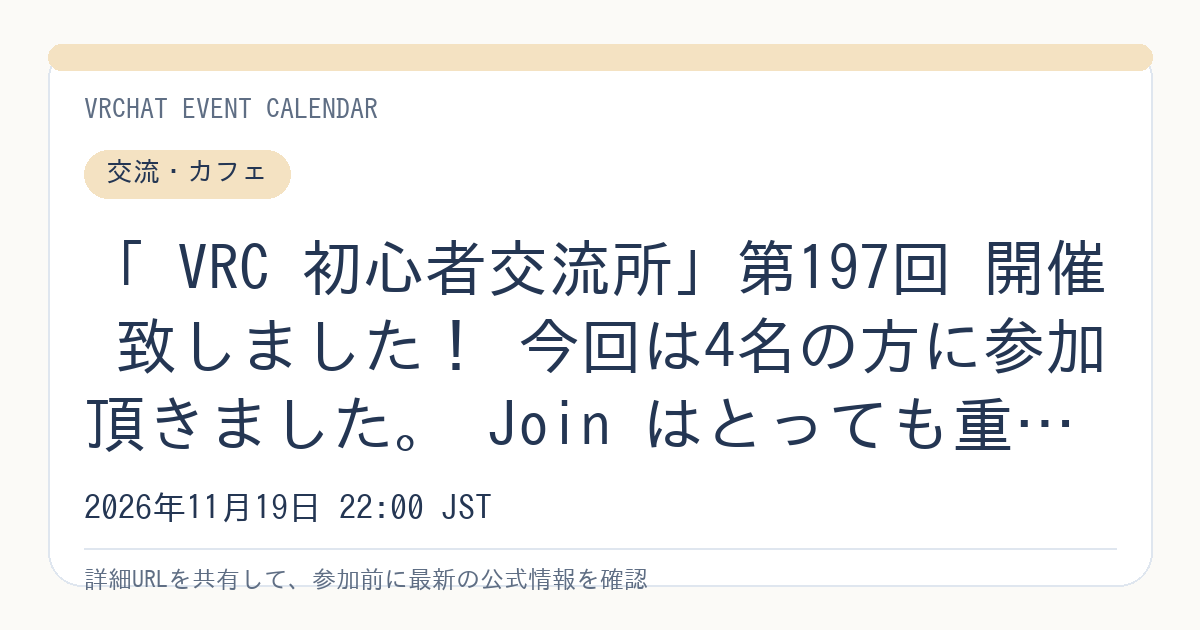 VRCHAT EVENT CALENDAR
交流・カフェ
「 VRC 初心者交流所」第197回 開催
致しました！ 今回は4名の方に参加
頂きました。 Join はとっても重…
2026年11月19日 22:00 JST
詳細URLを共有して、参加前に最新の公式情報を確認